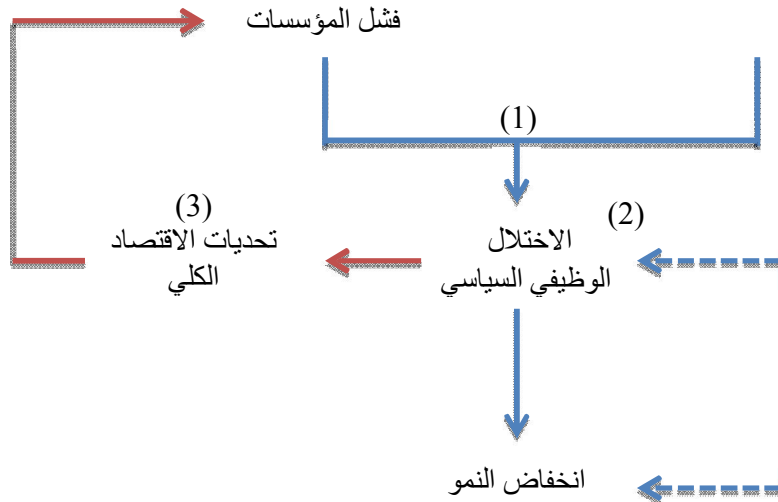 فشل المؤسسات
(1)
(2)
الاختلال
الوظيفي السياسي
(3)
تحديات الاقتصاد
الكلي
انخفاض النمو